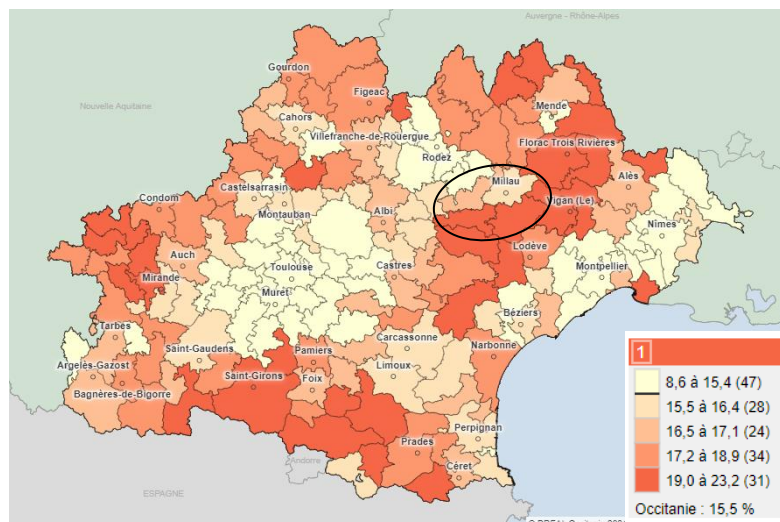 Auvergne - Rhône-Alpes
Nouvelle Aquitaine
Gourdon
Figeac
Mende
Cahors
Villefranche-de-Rouergue
Florac Trois Rivières
Rodez
Millau
Alès
Castelsarrasin
Condom
Vigan (Le)
Montauban
Albi
Nîmes
Auch
Lodève
Mirande
Toulouse
Castres
Montpellier
Muret
Béziers
Tarbes
Carcassonne
Saint-Gaudens
Pamiers
Narbonne
Argelès-Gazost
Limoux
Saint-Girons
Foix
Bagnères-de-Bigorre
Perpignan
Prades
Andorre
Céret
ESPAGNE
1
8,6 à 15,4 (47)
15,5 à 16,4 (28)
16,5 à 17,1 (24)
17,2 à 18,9 (34)
19,0 à 23,2 (31)
Occitanie : 15,5 %